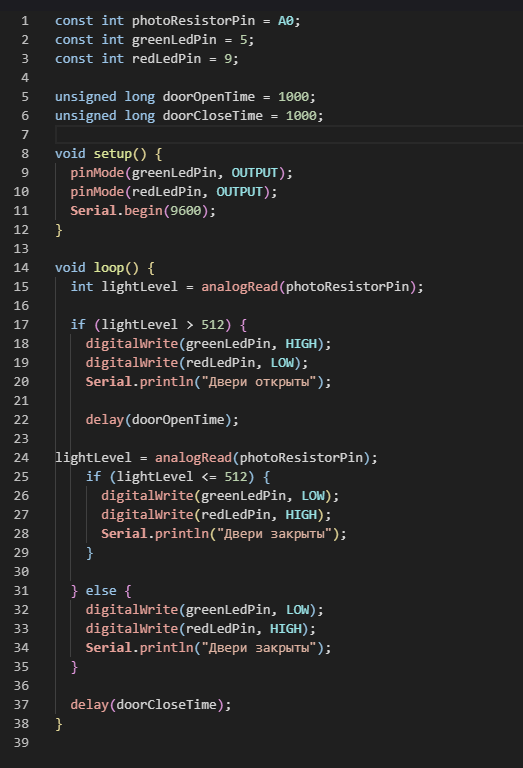 1 const int photoResistorPin = A0;
2 const int greenLedPin = 5;
3 const int redLedPin = 9;
4
5 unsigned long doorOpenTime = 1000;
6 unsigned long doorCloseTime = 1000;
7
8 void setup() {
9   pinMode(greenLedPin, OUTPUT);
10   pinMode(redLedPin, OUTPUT);
11   Serial.begin(9600);
12 }
13
14 void loop() {
15   int lightLevel = analogRead(photoResistorPin);
16
17   if (lightLevel > 512) {
18     digitalWrite(greenLedPin, HIGH);
19     digitalWrite(redLedPin, LOW);
20     Serial.println("Двери открыты");
21
22     delay(doorOpenTime);
23
24 lightLevel = analogRead(photoResistorPin);
25     if (lightLevel <= 512) {
26       digitalWrite(greenLedPin, LOW);
27       digitalWrite(redLedPin, HIGH);
28       Serial.println("Двери закрыты");
29     }
30
31   } else {
32     digitalWrite(greenLedPin, LOW);
33     digitalWrite(redLedPin, HIGH);
34     Serial.println("Двери закрыты");
35   }
36
37   delay(doorCloseTime);
38 }
39